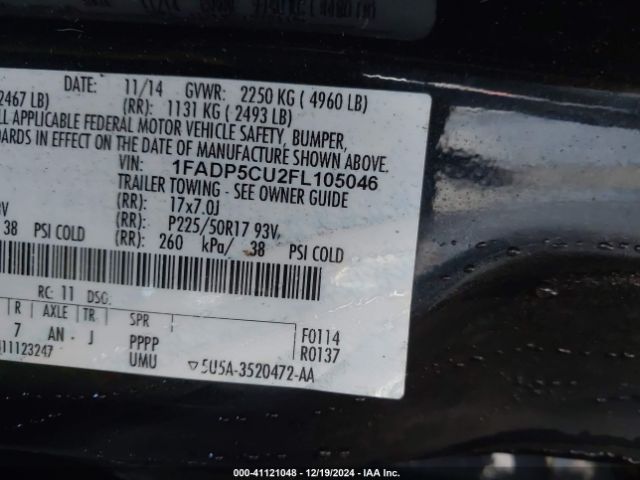 DATE: 11/14 GVWR: 2250 KG ( 4960 LB)
2467 LB) (RR): 1131 KG ( 2493 LB)
APPLICABLE FEDERAL MOTOR VEHICLE SAFETY, BUMPER,
IN EFFECT ON THE DATE OF MANUFACTURE SHOWN ABOVE.
VIN: 1FADP5CU2FL105046
TRAILER TOWING - SEE OWNER GUIDE
(RR): 17x7.0J
(RR): P225/50R17 93V
38 PSI COLD (RR): 260 kPa/ 38 PSI COLD
RC: 11 DSO:
R AXLE TR SPR F0114
7 AN - J PPPP R0137
11123247 UMU ▽5U5A-3520472-AA
000-41121048 - 12/19/2024 - IAA Inc.